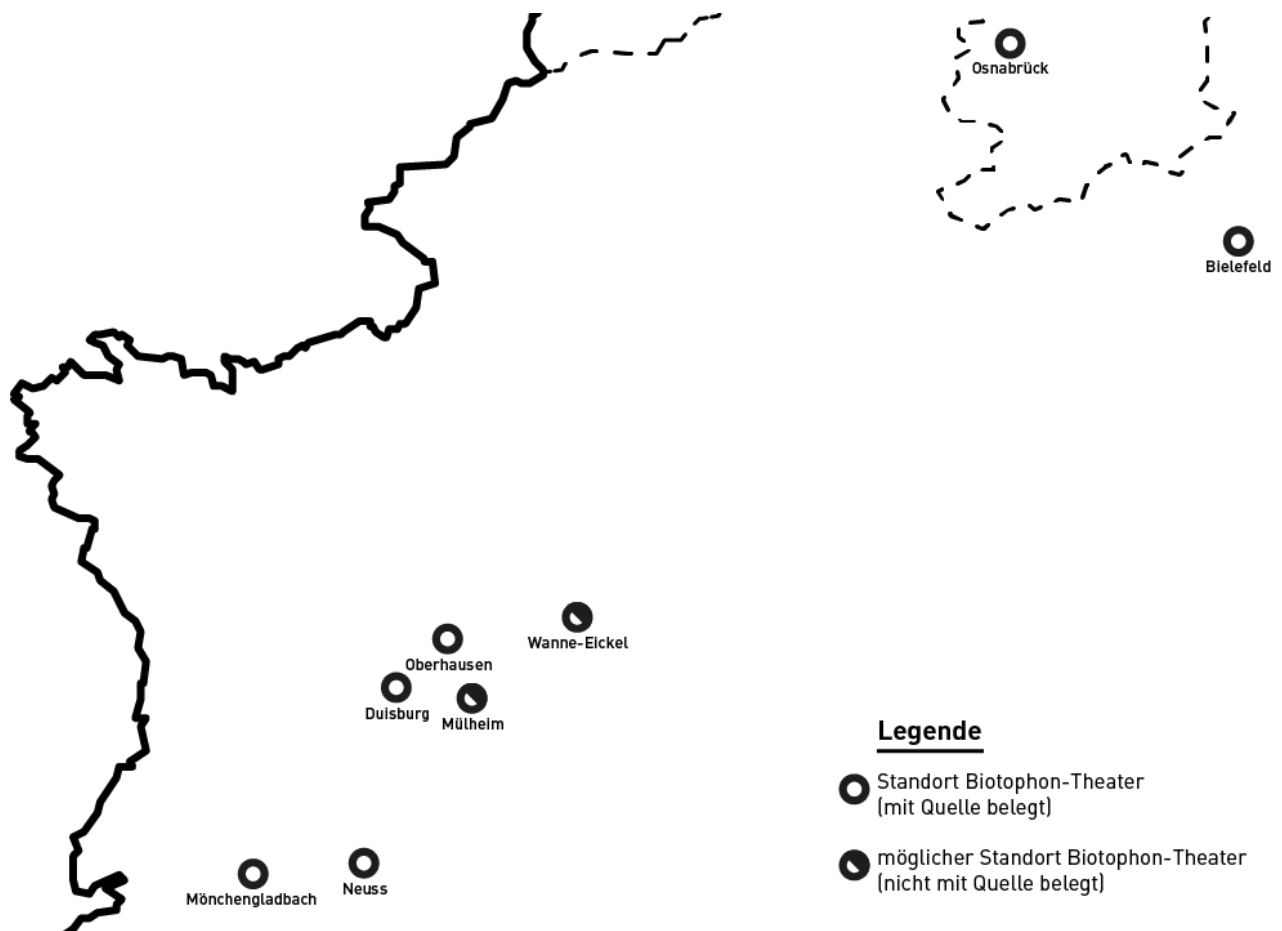 Osnabrück
Bielefeld
Wanne-Eickel
Oberhausen
Duisburg
Mülheim
Mönchengladbach
Neuss
Legende
Standort Biotophon-Theater
(mit Quelle belegt)
möglicher Standort Biotophon-Theater
(nicht mit Quelle belegt)